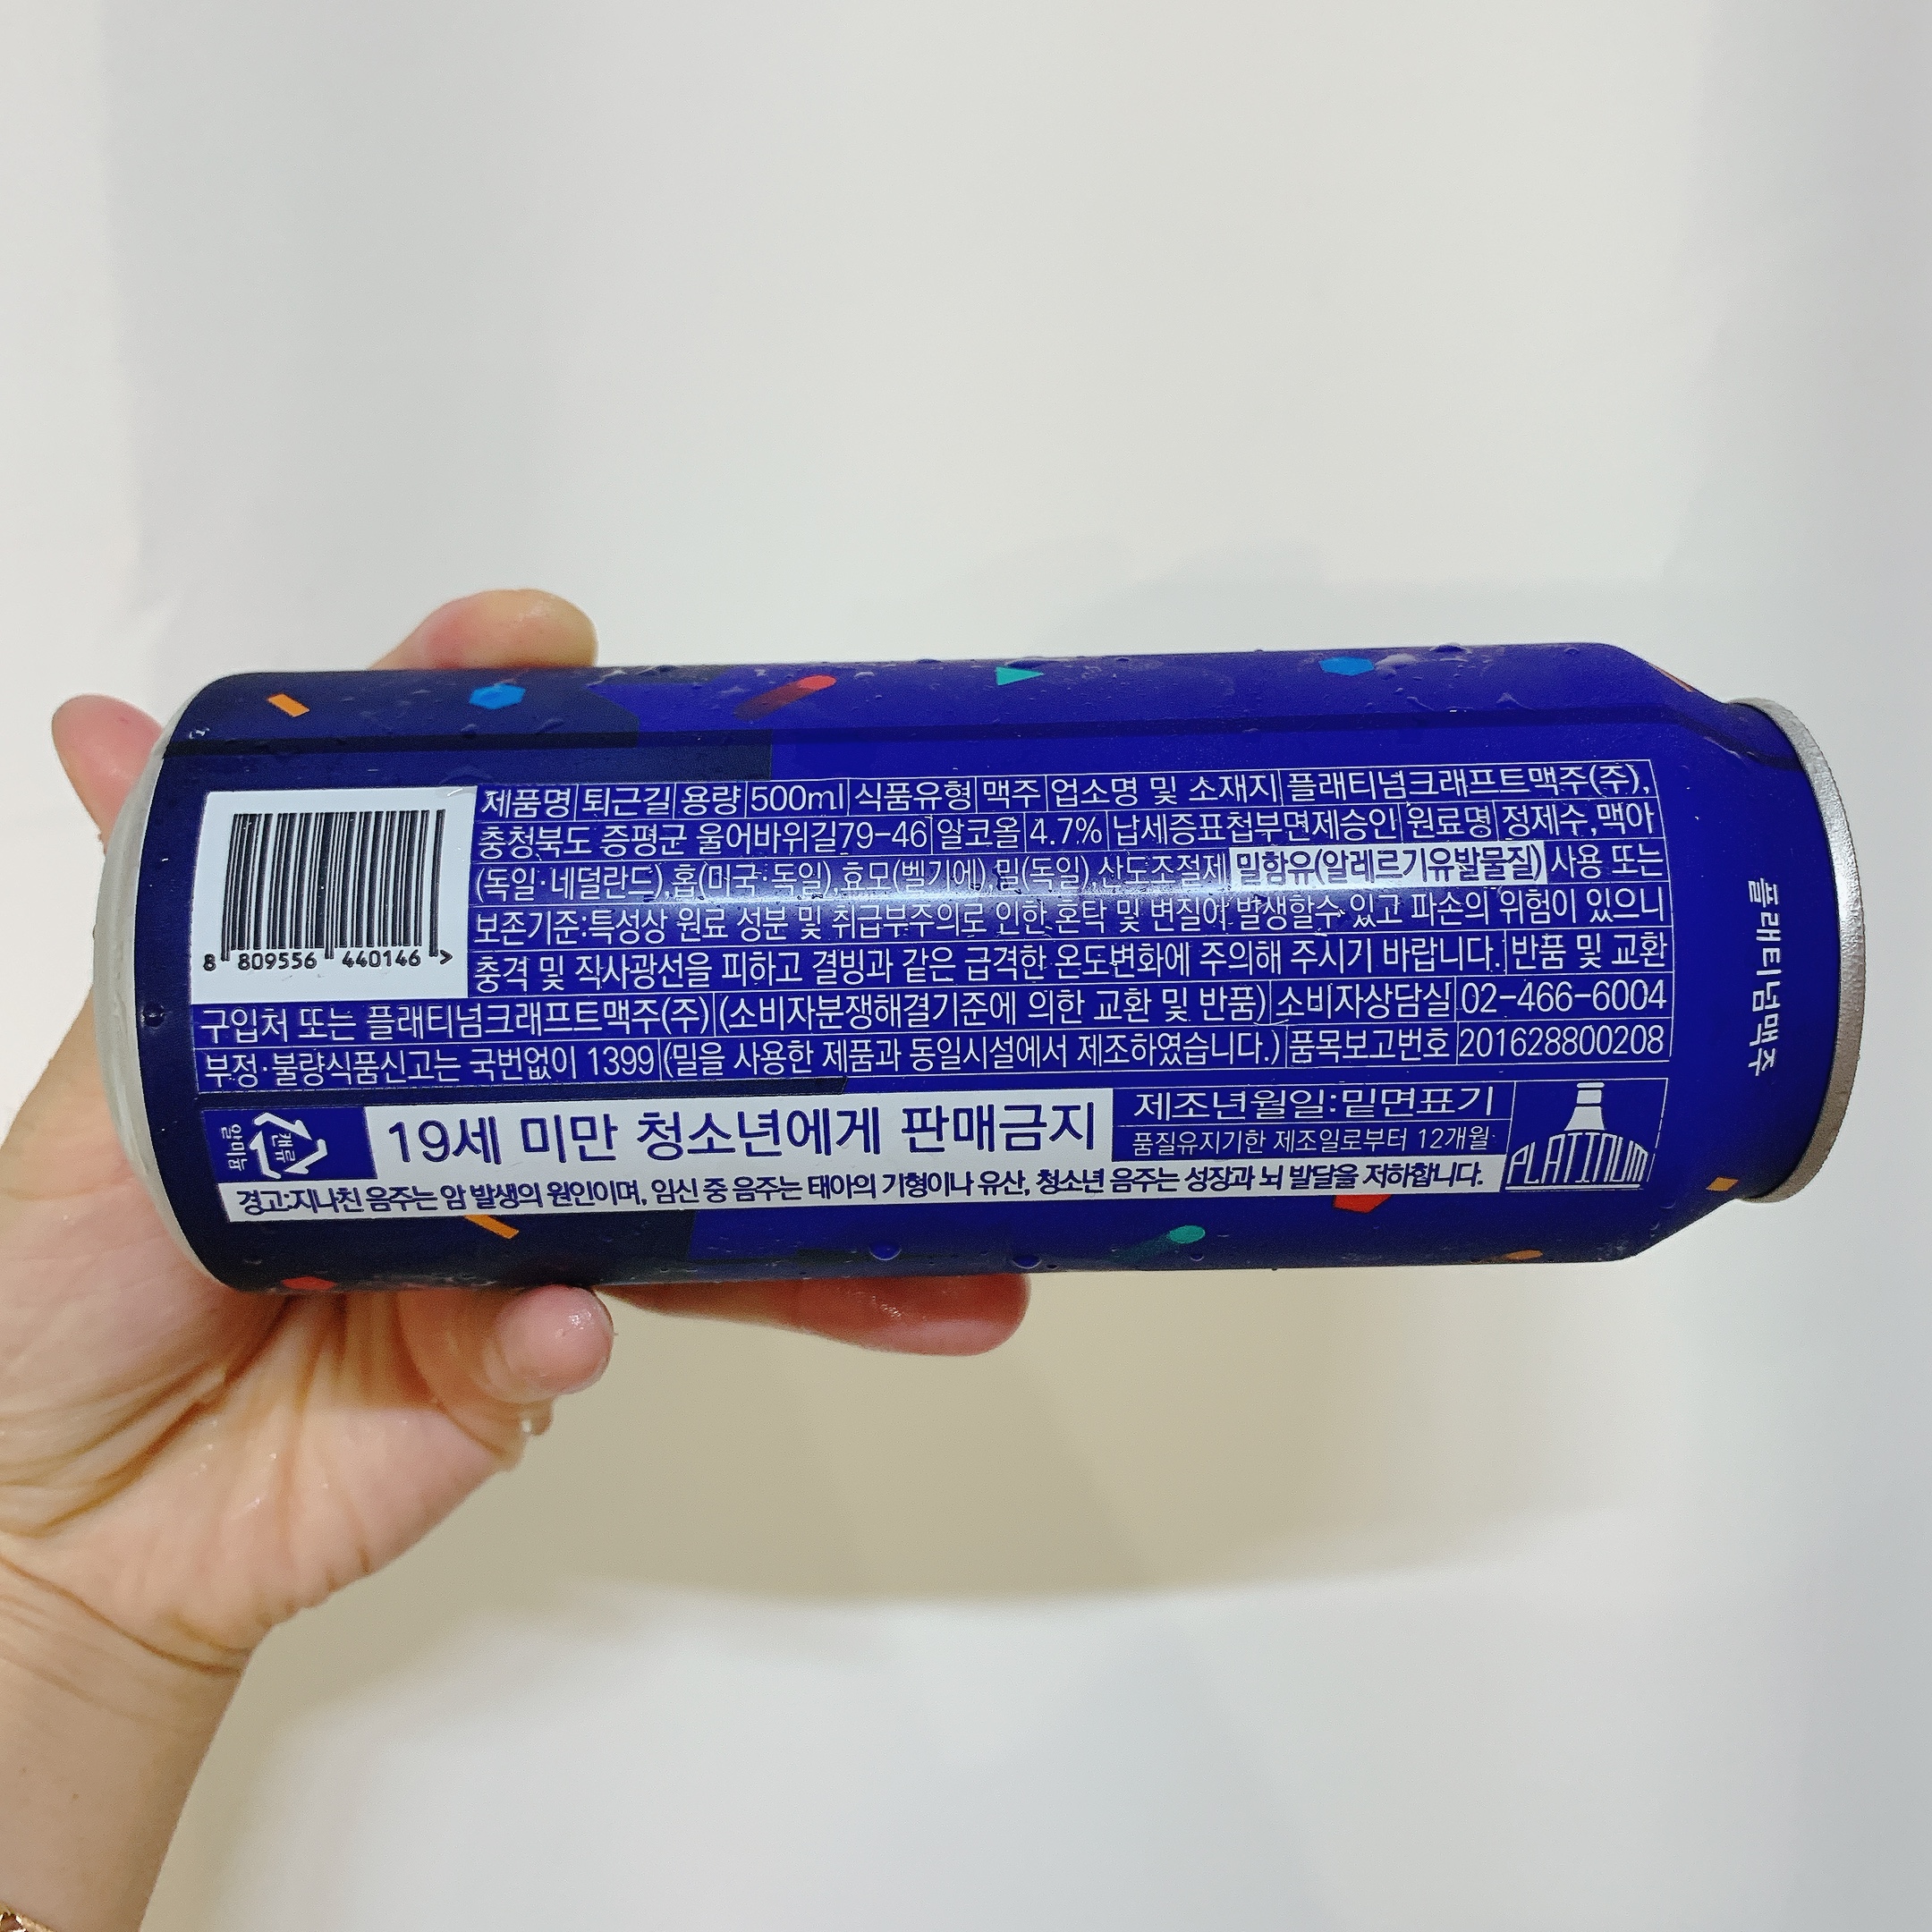 제품명 퇴근길 용량 500ml 식품유형 맥주 업소명 및 소재지 플래티넘크래프트맥주(주),
충청북도 증평군 울어바위길79-46 알코올 4.7% 납세증표첩부면제승인 원료명 정제수,맥아
(독일·네덜란드),홉(미국·독일),효모(벨기에),밀(독일),산도조절제 밀함유(알레르기유발물질) 사용 또는
보존기준:특성상 원료 성분 및 취급부주의로 인한 혼탁 및 변질이 발생할수 있고 파손의 위험이 있으니
충격 및 직사광선을 피하고 결빙과 같은 급격한 온도변화에 주의해 주시기 바랍니다. 반품 및 교환
구입처 또는 플래티넘크래프트맥주(주) (소비자분쟁해결기준에 의한 교환 및 반품) 소비자상담실 02-466-6004
부정·불량식품신고는 국번없이 1399 (밀을 사용한 제품과 동일시설에서 제조하였습니다.) 품목보고번호 201628800208
8 809556 440146 >
캔류
알미늄
19세 미만 청소년에게 판매금지
제조년월일:밑면표기
품질유지기한 제조일로부터 12개월
경고:지나친 음주는 암 발생의 원인이며, 임신 중 음주는 태아의 기형이나 유산, 청소년 음주는 성장과 뇌 발달을 저하합니다.
PLATINUM
플래티넘맥주